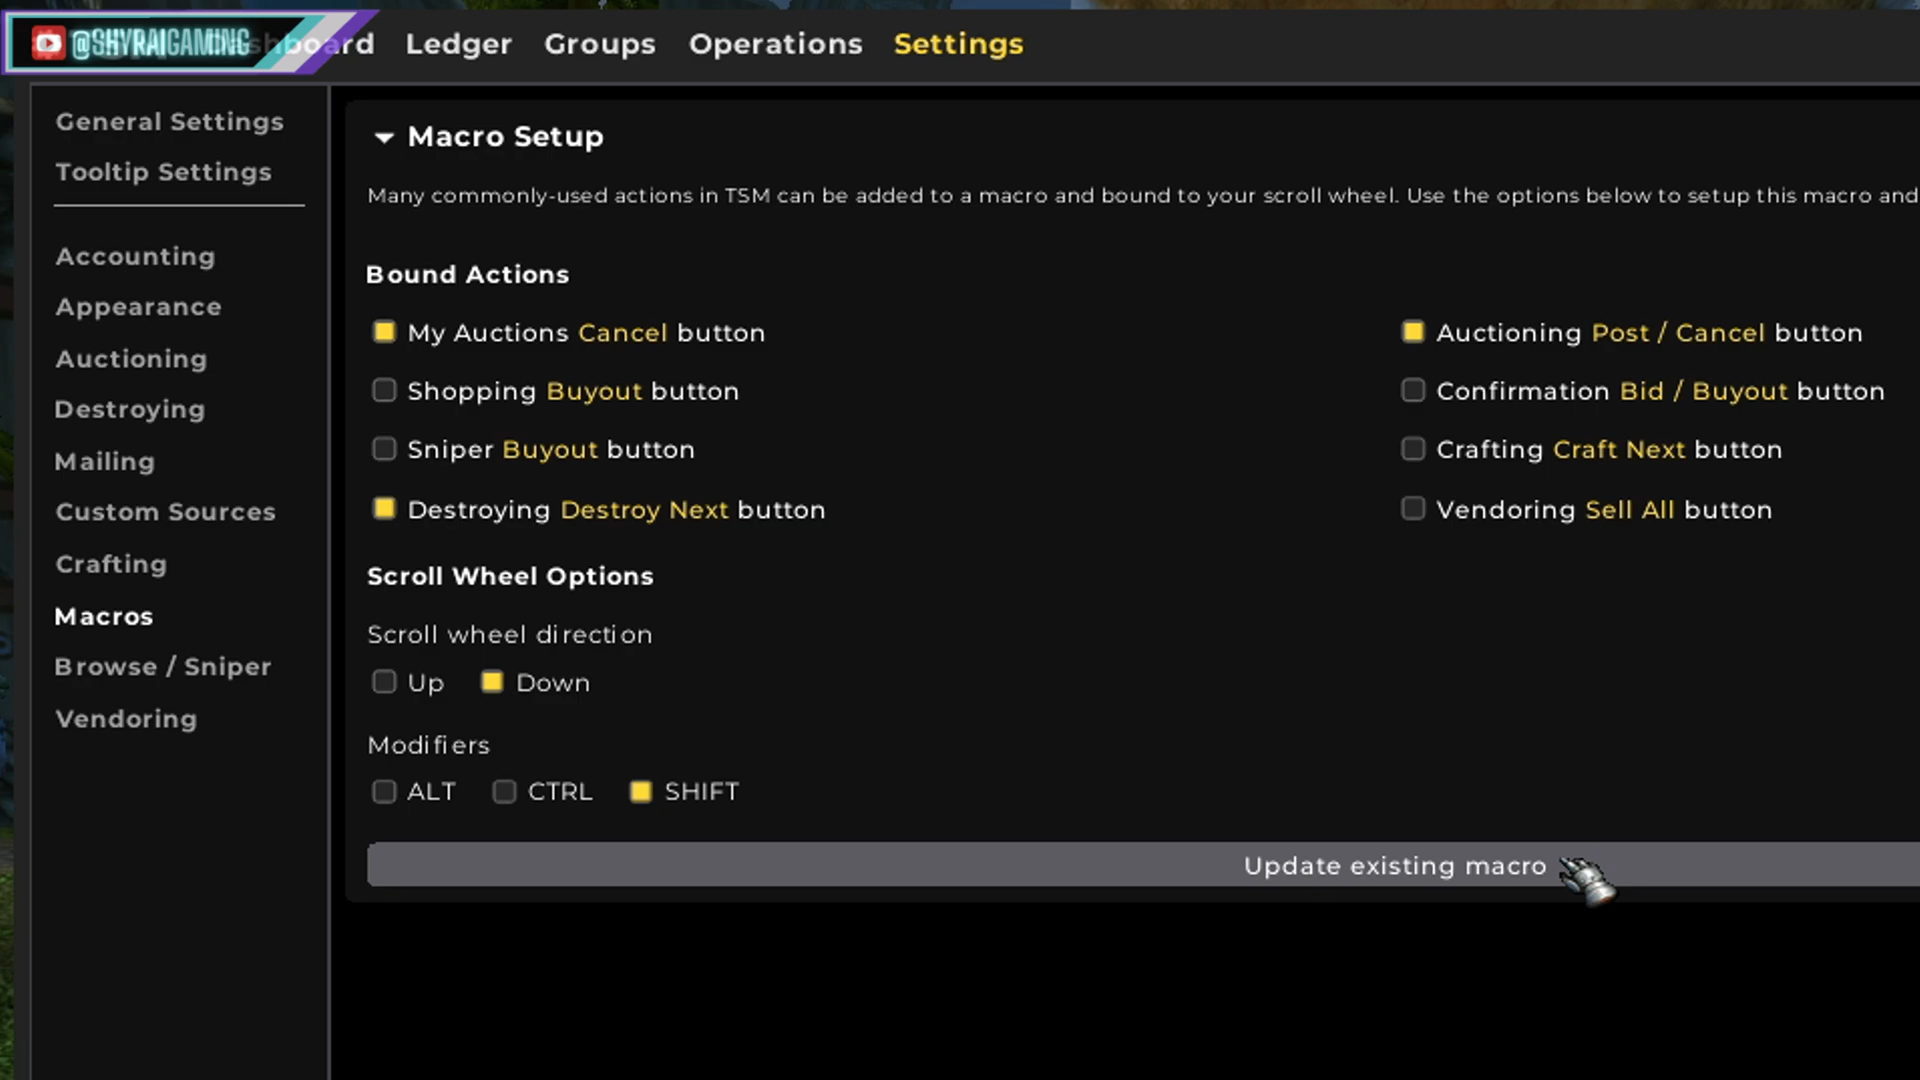 @SHYRAIGAMING
Ledger Groups Operations Settings
General Settings
Tooltip Settings
Accounting
Appearance
Auctioning
Destroying
Mailing
Custom Sources
Crafting
Macros
Browse / Sniper
Vendoring
Macro Setup
Many commonly-used actions in TSM can be added to a macro and bound to your scroll wheel. Use the options below to setup this macro and
Bound Actions
My Auctions Cancel button
Auctioning Post / Cancel button
Shopping Buyout button
Confirmation Bid / Buyout button
Sniper Buyout button
Crafting Craft Next button
Destroying Destroy Next button
Vendoring Sell All button
Scroll Wheel Options
Scroll wheel direction
Up Down
Modifiers
ALT CTRL SHIFT
Update existing macro